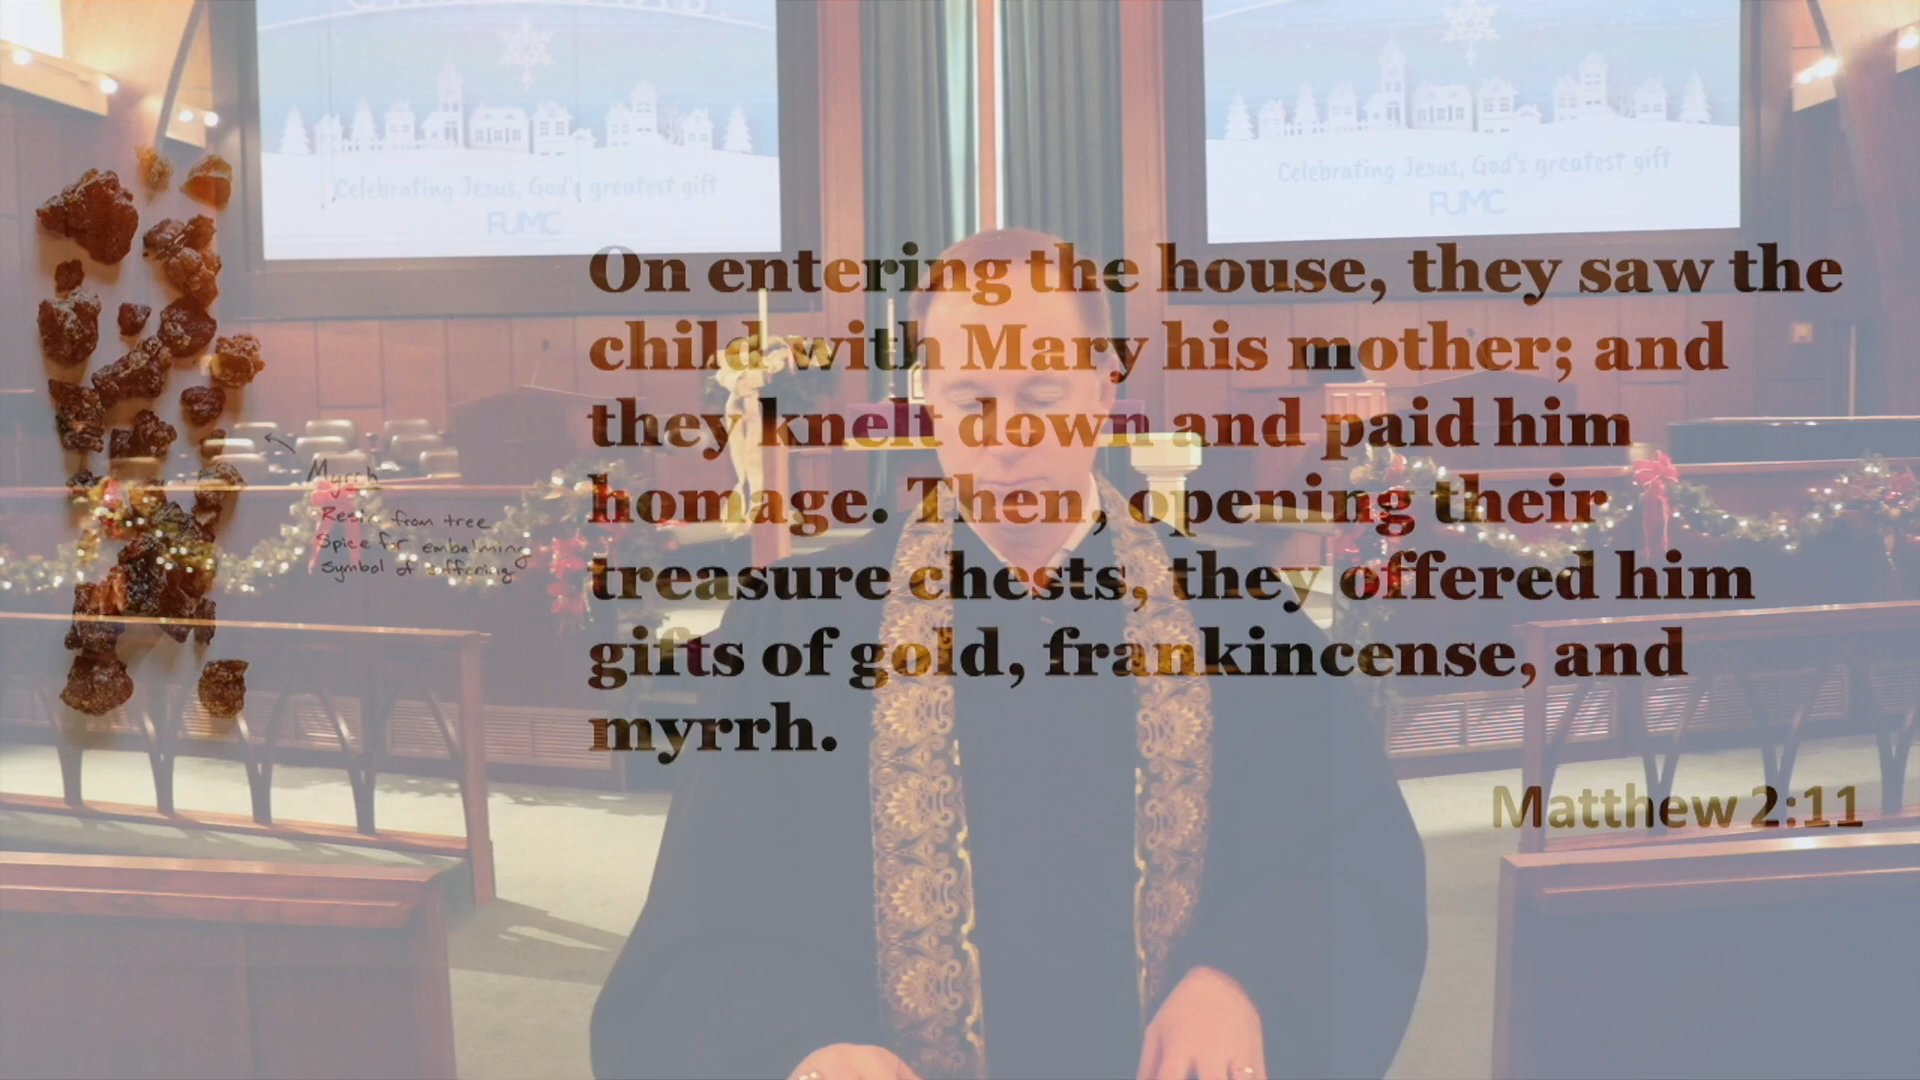 Celebrating Jesus, God's greatest gift
FUMC
Celebrating Jesus, God's greatest gift
FUMC
On entering the house, they saw the
child with Mary his mother; and
they knelt down and paid him
homage. Then, opening their
treasure chests, they offered him
gifts of gold, frankincense, and
myrrh.
Matthew 2:11
Myrrh
Resin from tree
Spice for embalming
Symbol of suffering